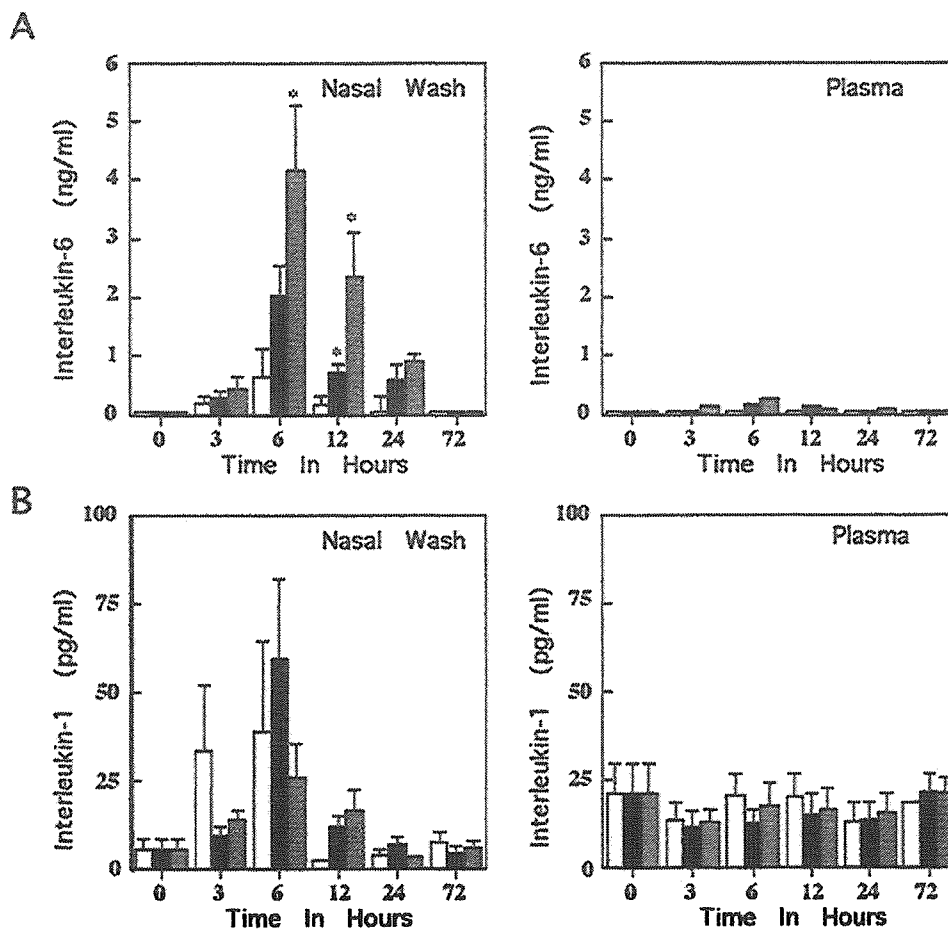 A
6
5
4
3
2
1
0
Interleukin-6 (ng/ml)
Nasal Wash
*
*
*
0 3 6 12 24 72
Time In Hours
6
5
4
3
2
1
0
Interleukin-6 (ng/ml)
Plasma
0 3 6 12 24 72
Time In Hours
B
100
75
50
25
0
Interleukin-1 (pg/ml)
Nasal Wash
0 3 6 12 24 72
Time In Hours
100
75
50
25
0
Interleukin-1 (pg/ml)
Plasma
0 3 6 12 24 72
Time In Hours